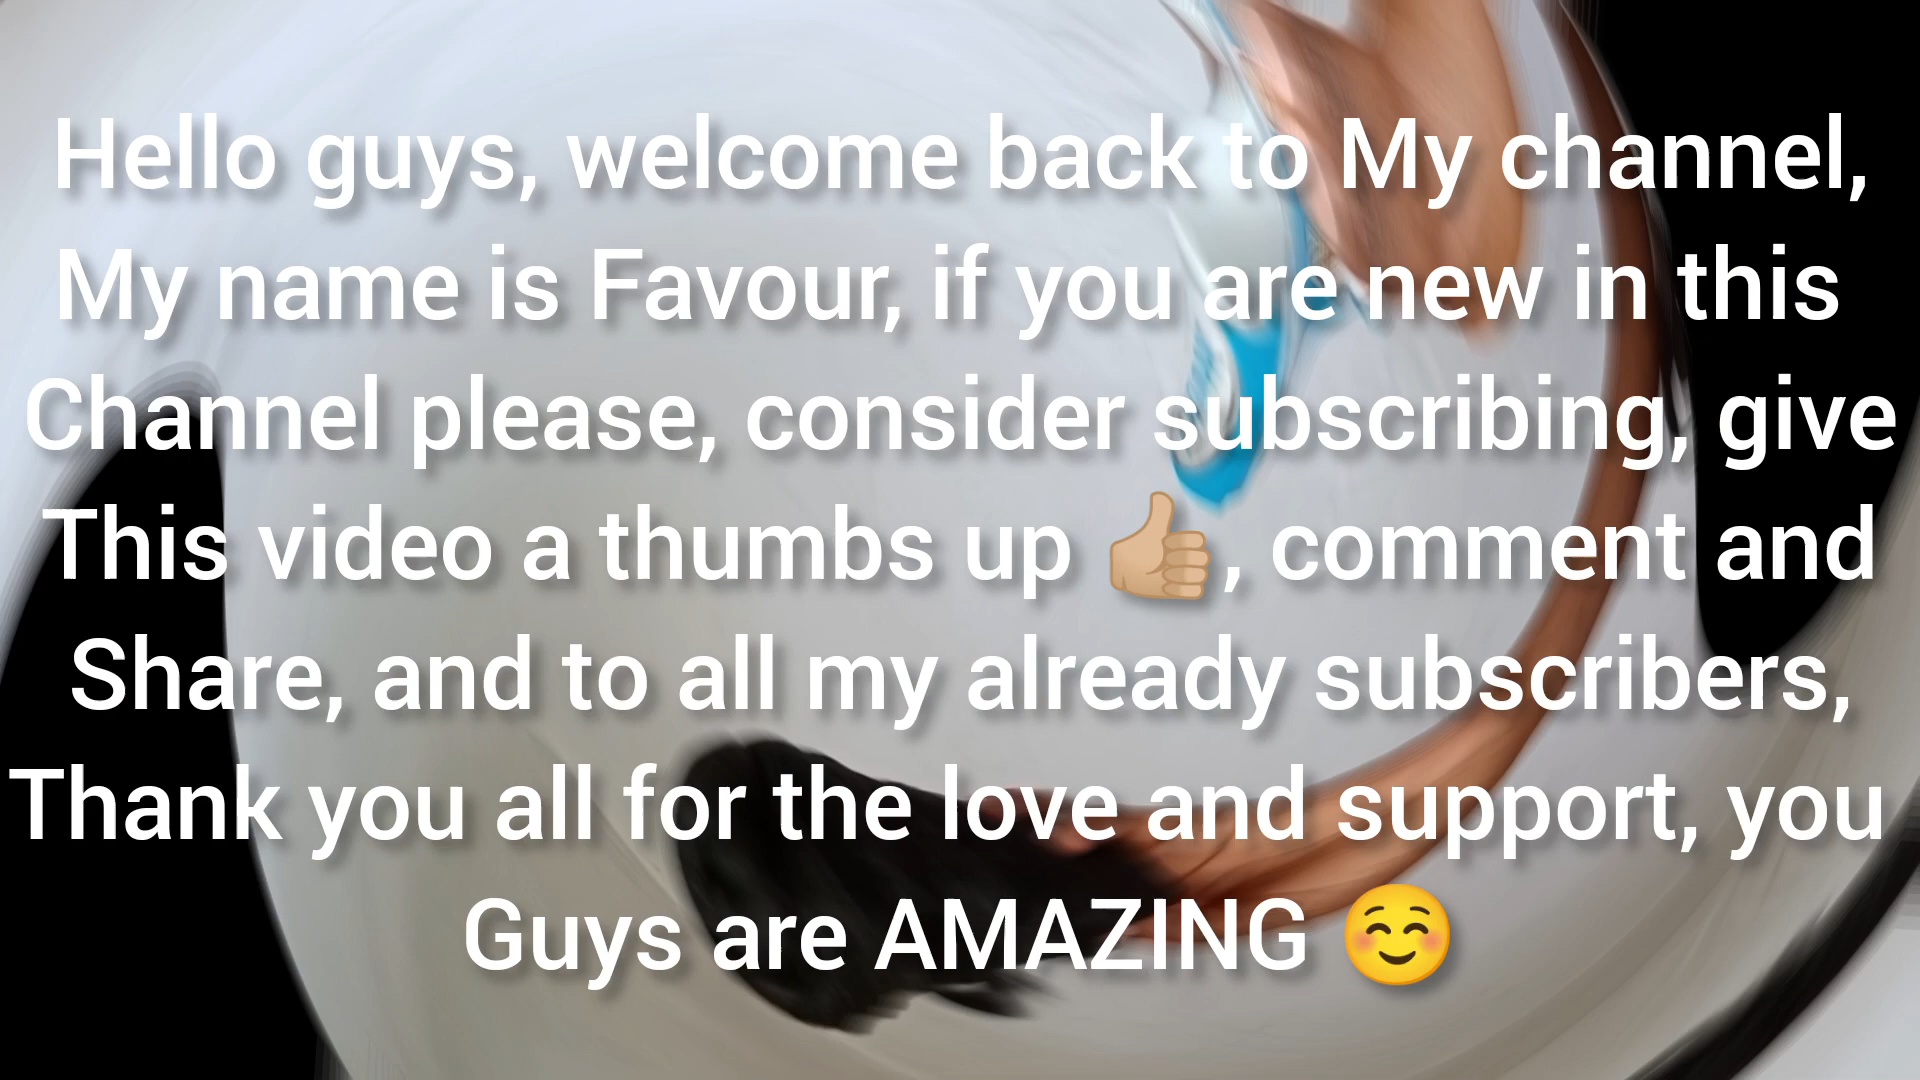 Hello guys, welcome back to My channel,
My name is Favour, if you are new in this
Channel please, consider subscribing, give
This video a thumbs up 👍🏼, comment and
Share, and to all my already subscribers,
Thank you all for the love and support, you
Guys are AMAZING ☺️